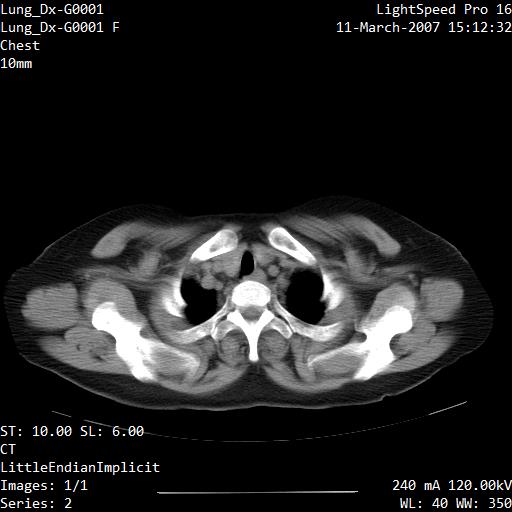 Lung_Dx-G0001
Lung_Dx-G0001 F
Chest
10mm
LightSpeed Pro 16
11-March-2007 15:12:32
ST: 10.00 SL: 6.00
CT
LittleEndianImplicit
Images: 1/1
Series: 2
240 mA 120.00kV
WL: 40 WW: 350